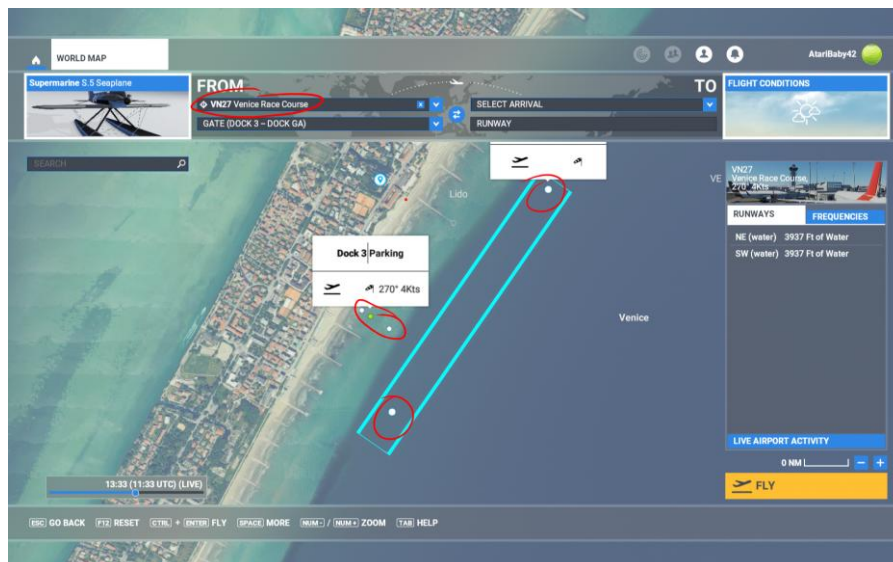 WORLD MAP
AtariBaby42
Supermarine S.5 Seaplane
FROM
TO
FLIGHT CONDITIONS
VN27 Venice Race Course
SELECT ARRIVAL
GATE (DOCK 3 – DOCK GA)
RUNWAY
SEARCH
Lido
VE
VN27
Venice Race Course,
270° 4Kts
RUNWAYS
FREQUENCIES
NE (water) 3937 Ft of Water
SW (water) 3937 Ft of Water
Dock 3 Parking
270° 4Kts
Venice
LIVE AIRPORT ACTIVITY
0 NM
13:33 (11:33 UTC) (LIVE)
FLY
ESC GO BACK F12 RESET CTRL + ENTER FLY SPACE MORE NUM - / NUM + ZOOM TAB HELP